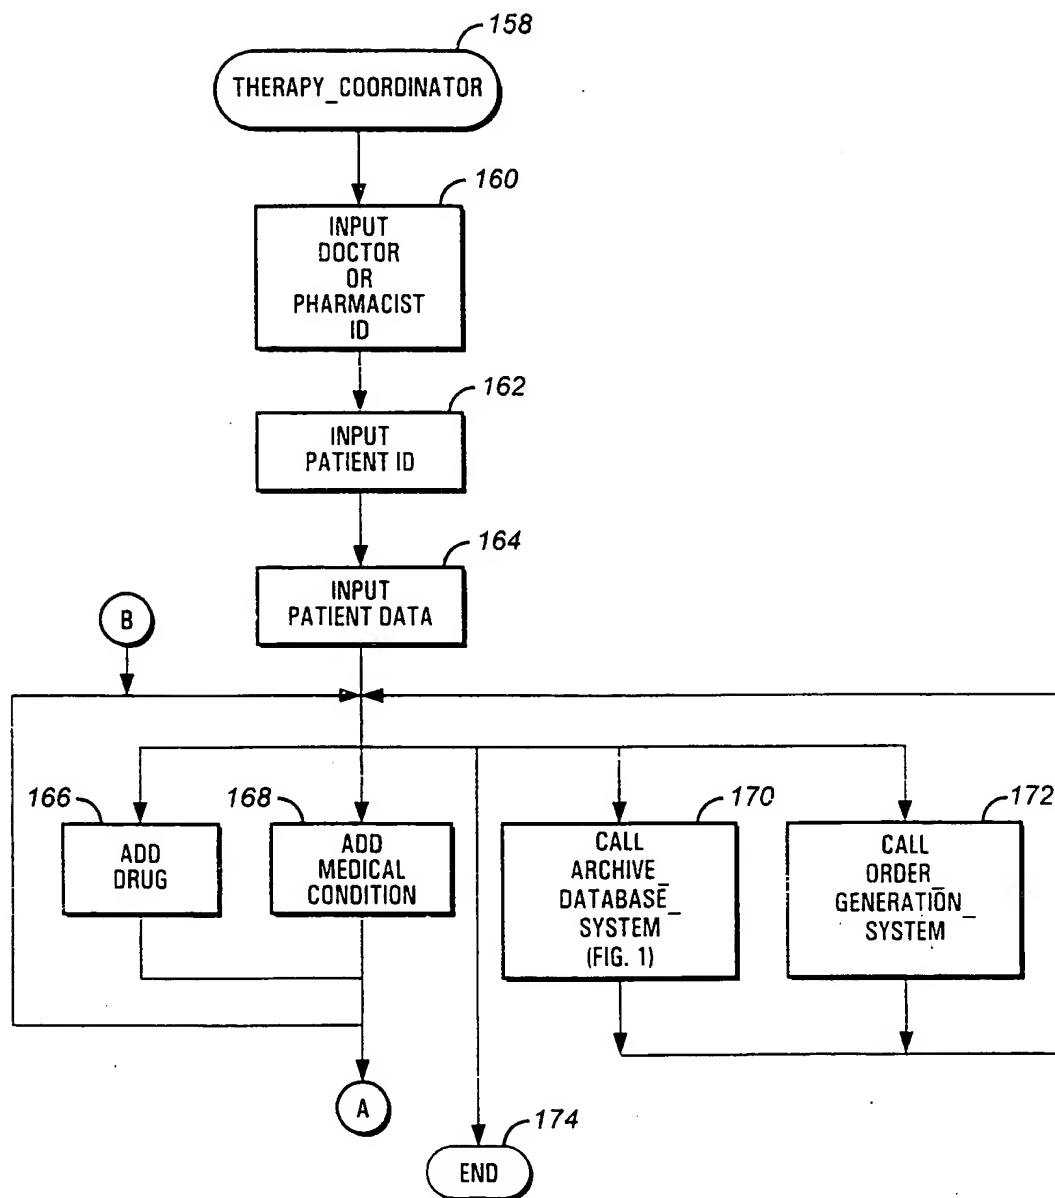 158
THERAPY_COORDINATOR
160
INPUT
DOCTOR
OR
PHARMACIST
ID
162
INPUT
PATIENT ID
164
INPUT
PATIENT DATA
B
166
ADD
DRUG
168
ADD
MEDICAL
CONDITION
170
CALL
ARCHIVE_
DATABASE_
SYSTEM
(FIG. 1)
172
CALL
ORDER_
GENERATION_
SYSTEM
A
174
END